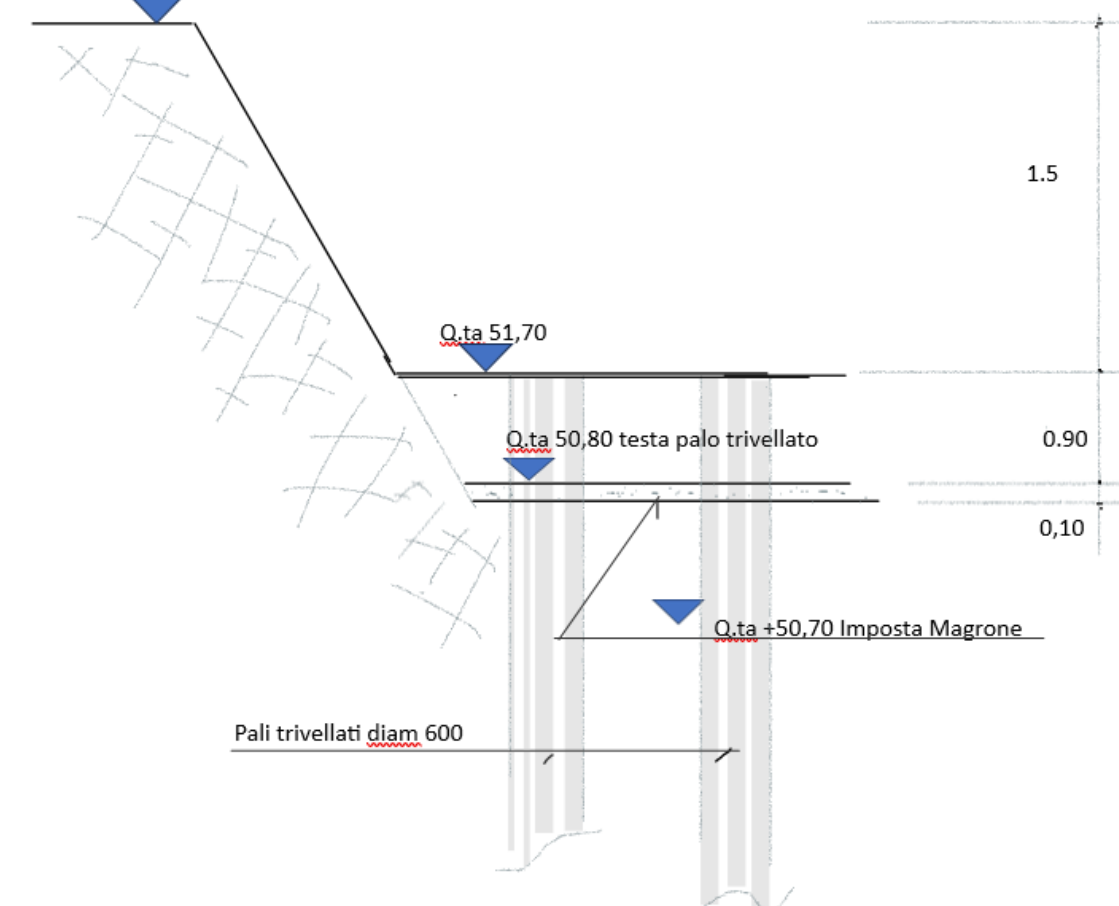 1.5
Q.ta 51,70
Q.ta 50,80 testa palo trivellato
0.90
0,10
Q.ta +50,70 Imposta Magrone
Pali trivellati diam 600